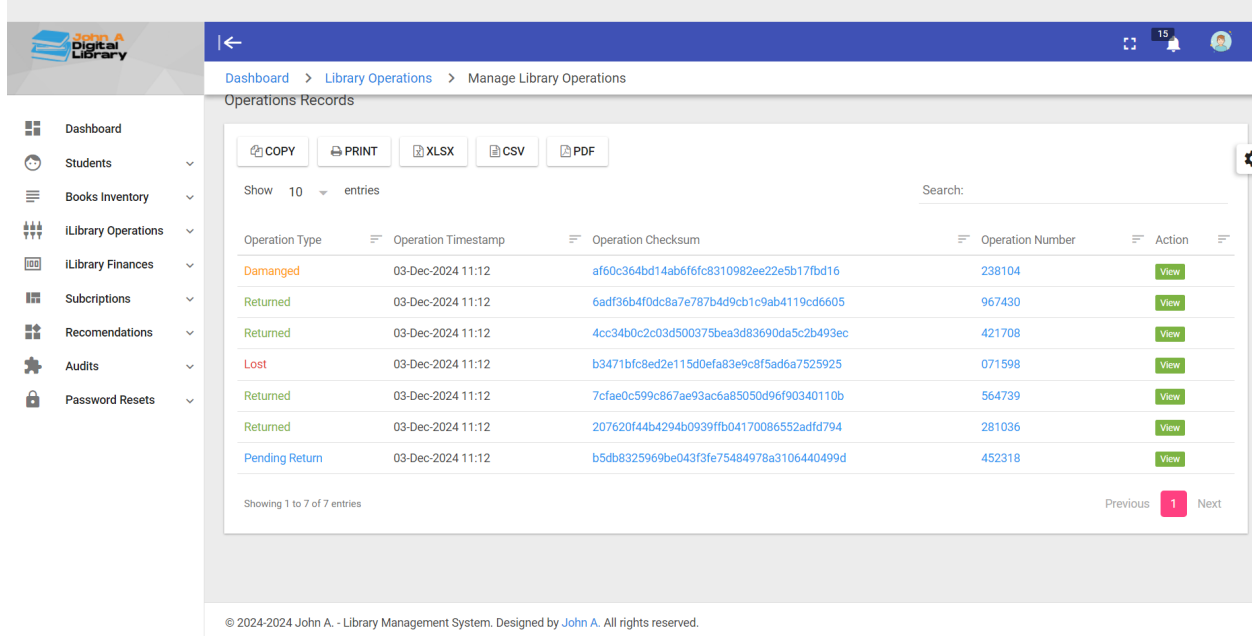 John A
Digital
Library
15
Dashboard > Library Operations > Manage Library Operations
Operations Records
Dashboard
Students
Books Inventory
iLibrary Operations
iLibrary Finances
Subcriptions
Recomendations
Audits
Password Resets
COPY PRINT XLSX CSV PDF
Show 10 entries Search:
Operation Type Operation Timestamp Operation Checksum Operation Number Action
Damanged 03-Dec-2024 11:12 af60c364bd14ab6f6fc8310982ee22e5b17fbd16 238104 View
Returned 03-Dec-2024 11:12 6adf36b4f0dc8a7e787b4d9cb1c9ab4119cd6605 967430 View
Returned 03-Dec-2024 11:12 4cc34b0c2c03d500375bea3d83690da5c2b493ec 421708 View
Lost 03-Dec-2024 11:12 b3471bfc8ed2e115d0efa83e9c8f5ad6a7525925 071598 View
Returned 03-Dec-2024 11:12 7cfae0c599c867ae93ac6a85050d96f90340110b 564739 View
Returned 03-Dec-2024 11:12 207620f44b4294b0939ffb04170086552adfd794 281036 View
Pending Return 03-Dec-2024 11:12 b5db8325969be043f3fe75484978a3106440499d 452318 View
Showing 1 to 7 of 7 entries Previous 1 Next
© 2024-2024 John A. - Library Management System. Designed by John A. All rights reserved.